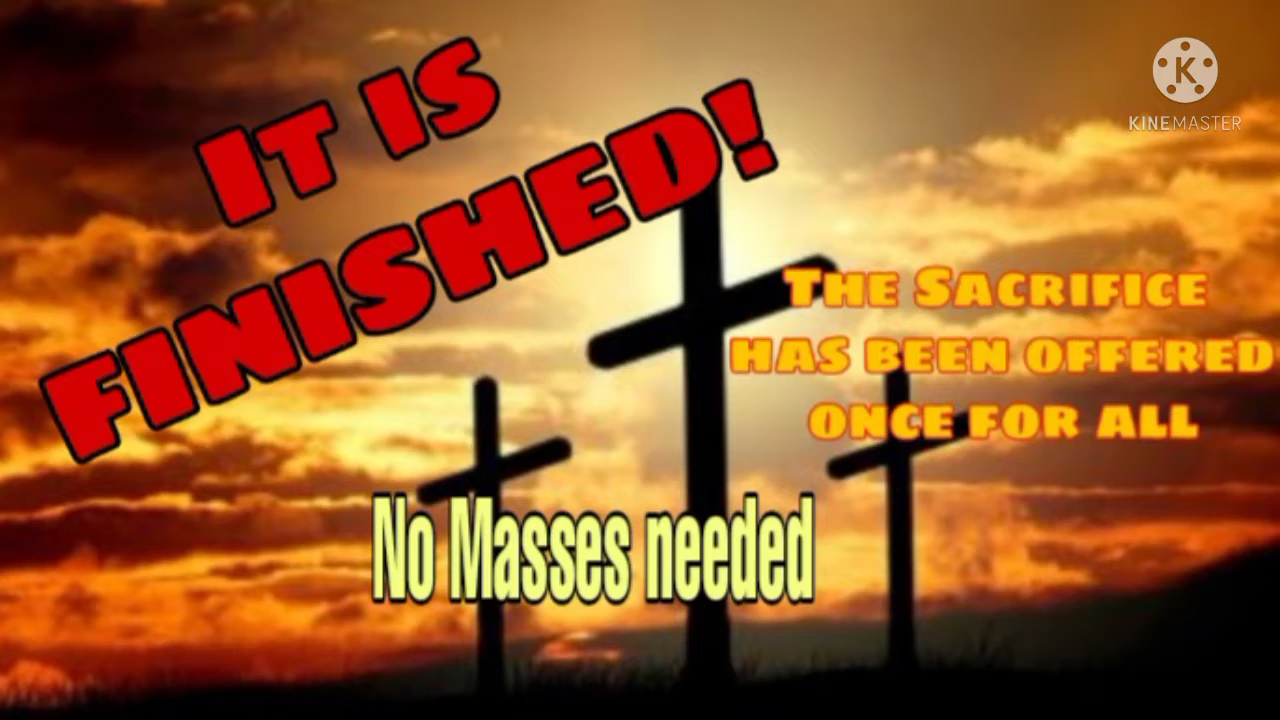 IT IS
FINISHED!
THE SACRIFICE
HAS BEEN OFFERED
ONCE FOR ALL
No Masses needed
K
KINEMASTER